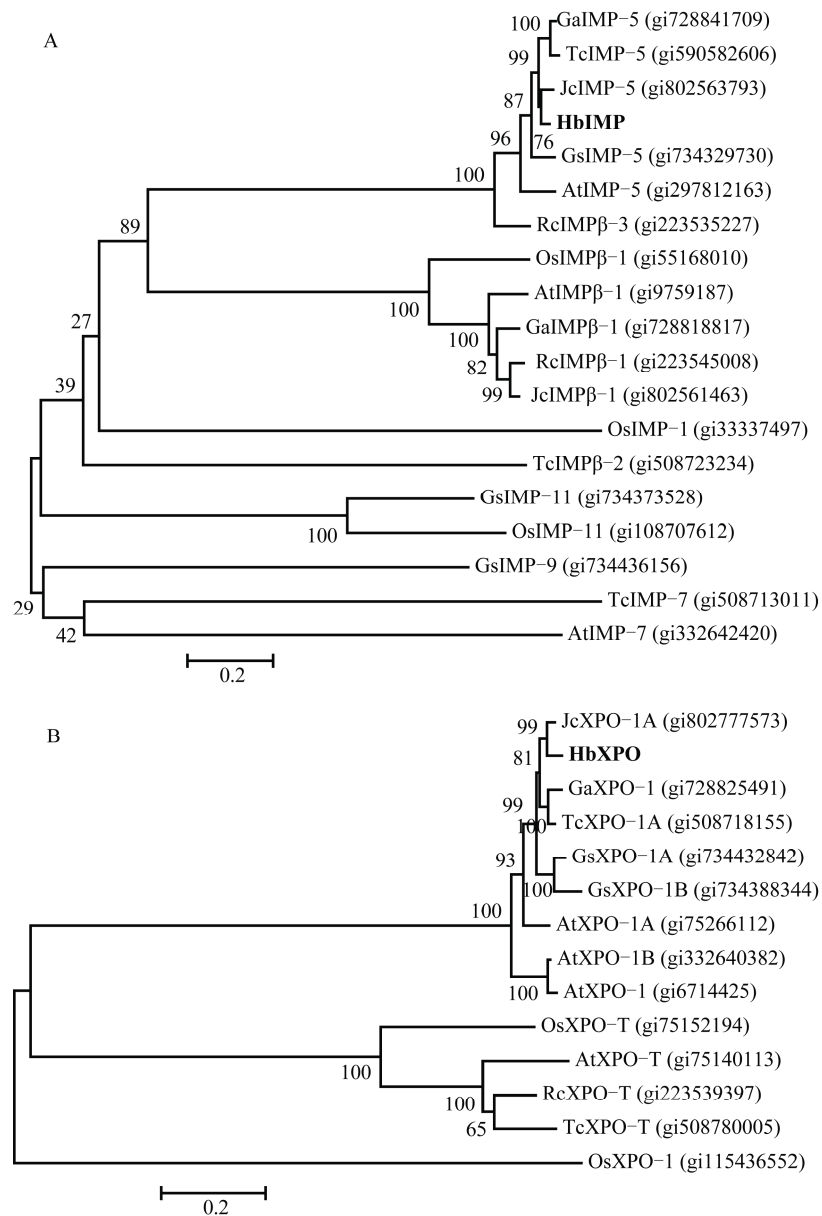 A
100
GaIMP−5 (gi728841709)
99
TcIMP−5 (gi590582606)
87
JcIMP−5 (gi802563793)
HbIMP
96
76
GsIMP−5 (gi734329730)
100
AtIMP−5 (gi297812163)
89
RcIMPβ−3 (gi223535227)
OsIMPβ−1 (gi55168010)
100
AtIMPβ−1 (gi9759187)
27
100
GaIMPβ−1 (gi728818817)
82
RcIMPβ−1 (gi223545008)
39
99
JcIMPβ−1 (gi802561463)
OsIMP−1 (gi33337497)
TcIMPβ−2 (gi508723234)
GsIMP−11 (gi734373528)
100
OsIMP−11 (gi108707612)
GsIMP−9 (gi734436156)
29
TcIMP−7 (gi508713011)
42
AtIMP−7 (gi332642420)
0.2
B
99
JcXPO−1A (gi802777573)
81
HbXPO
GaXPO−1 (gi728825491)
99
100
TcXPO−1A (gi508718155)
93
GsXPO−1A (gi734432842)
100
GsXPO−1B (gi734388344)
100
AtXPO−1A (gi75266112)
AtXPO−1B (gi332640382)
100
AtXPO−1 (gi6714425)
OsXPO−T (gi75152194)
100
AtXPO−T (gi75140113)
100
RcXPO−T (gi223539397)
65
TcXPO−T (gi508780005)
OsXPO−1 (gi115436552)
0.2